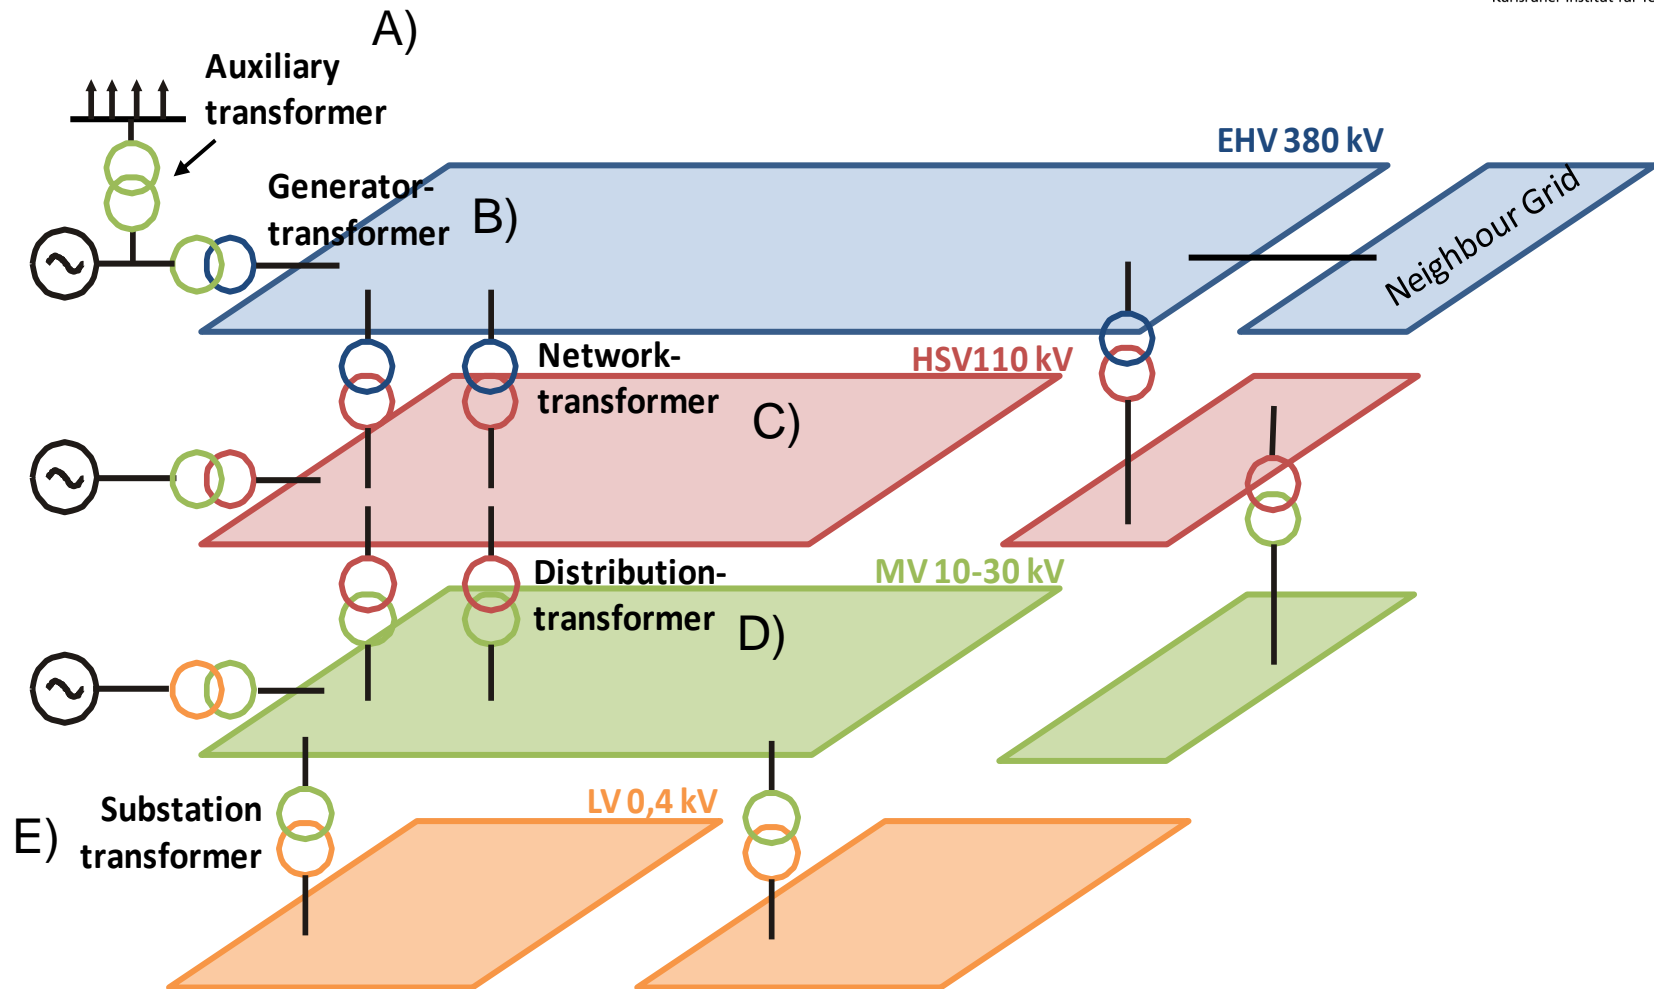 A)
Auxiliary
transformer
EHV 380 kV
Generator-
transformer
B)
Neighbour Grid
Network-
transformer
HSV110 kV
C)
Distribution-
transformer
MV 10-30 kV
D)
Substation
transformer
E)
LV 0,4 kV